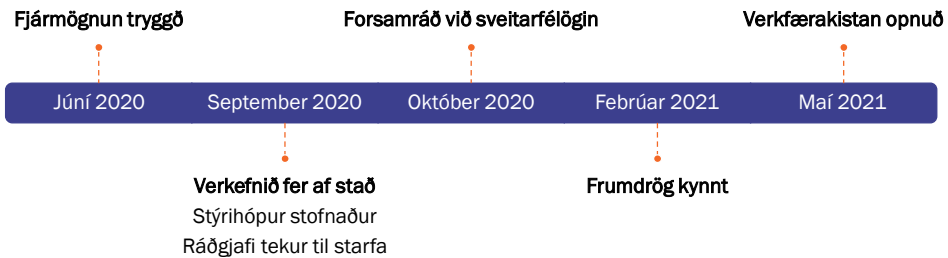 Fjármögnun tryggð
Forsamráð við sveitarfélögin
Verkfærakistan opnuð
Júní 2020
September 2020
Október 2020
Febrúar 2021
Maí 2021
Verkefnið fer af stað
Stýrihópur stofnaður
Ráðgjafi tekur til starfa
Frumdrög kynnt